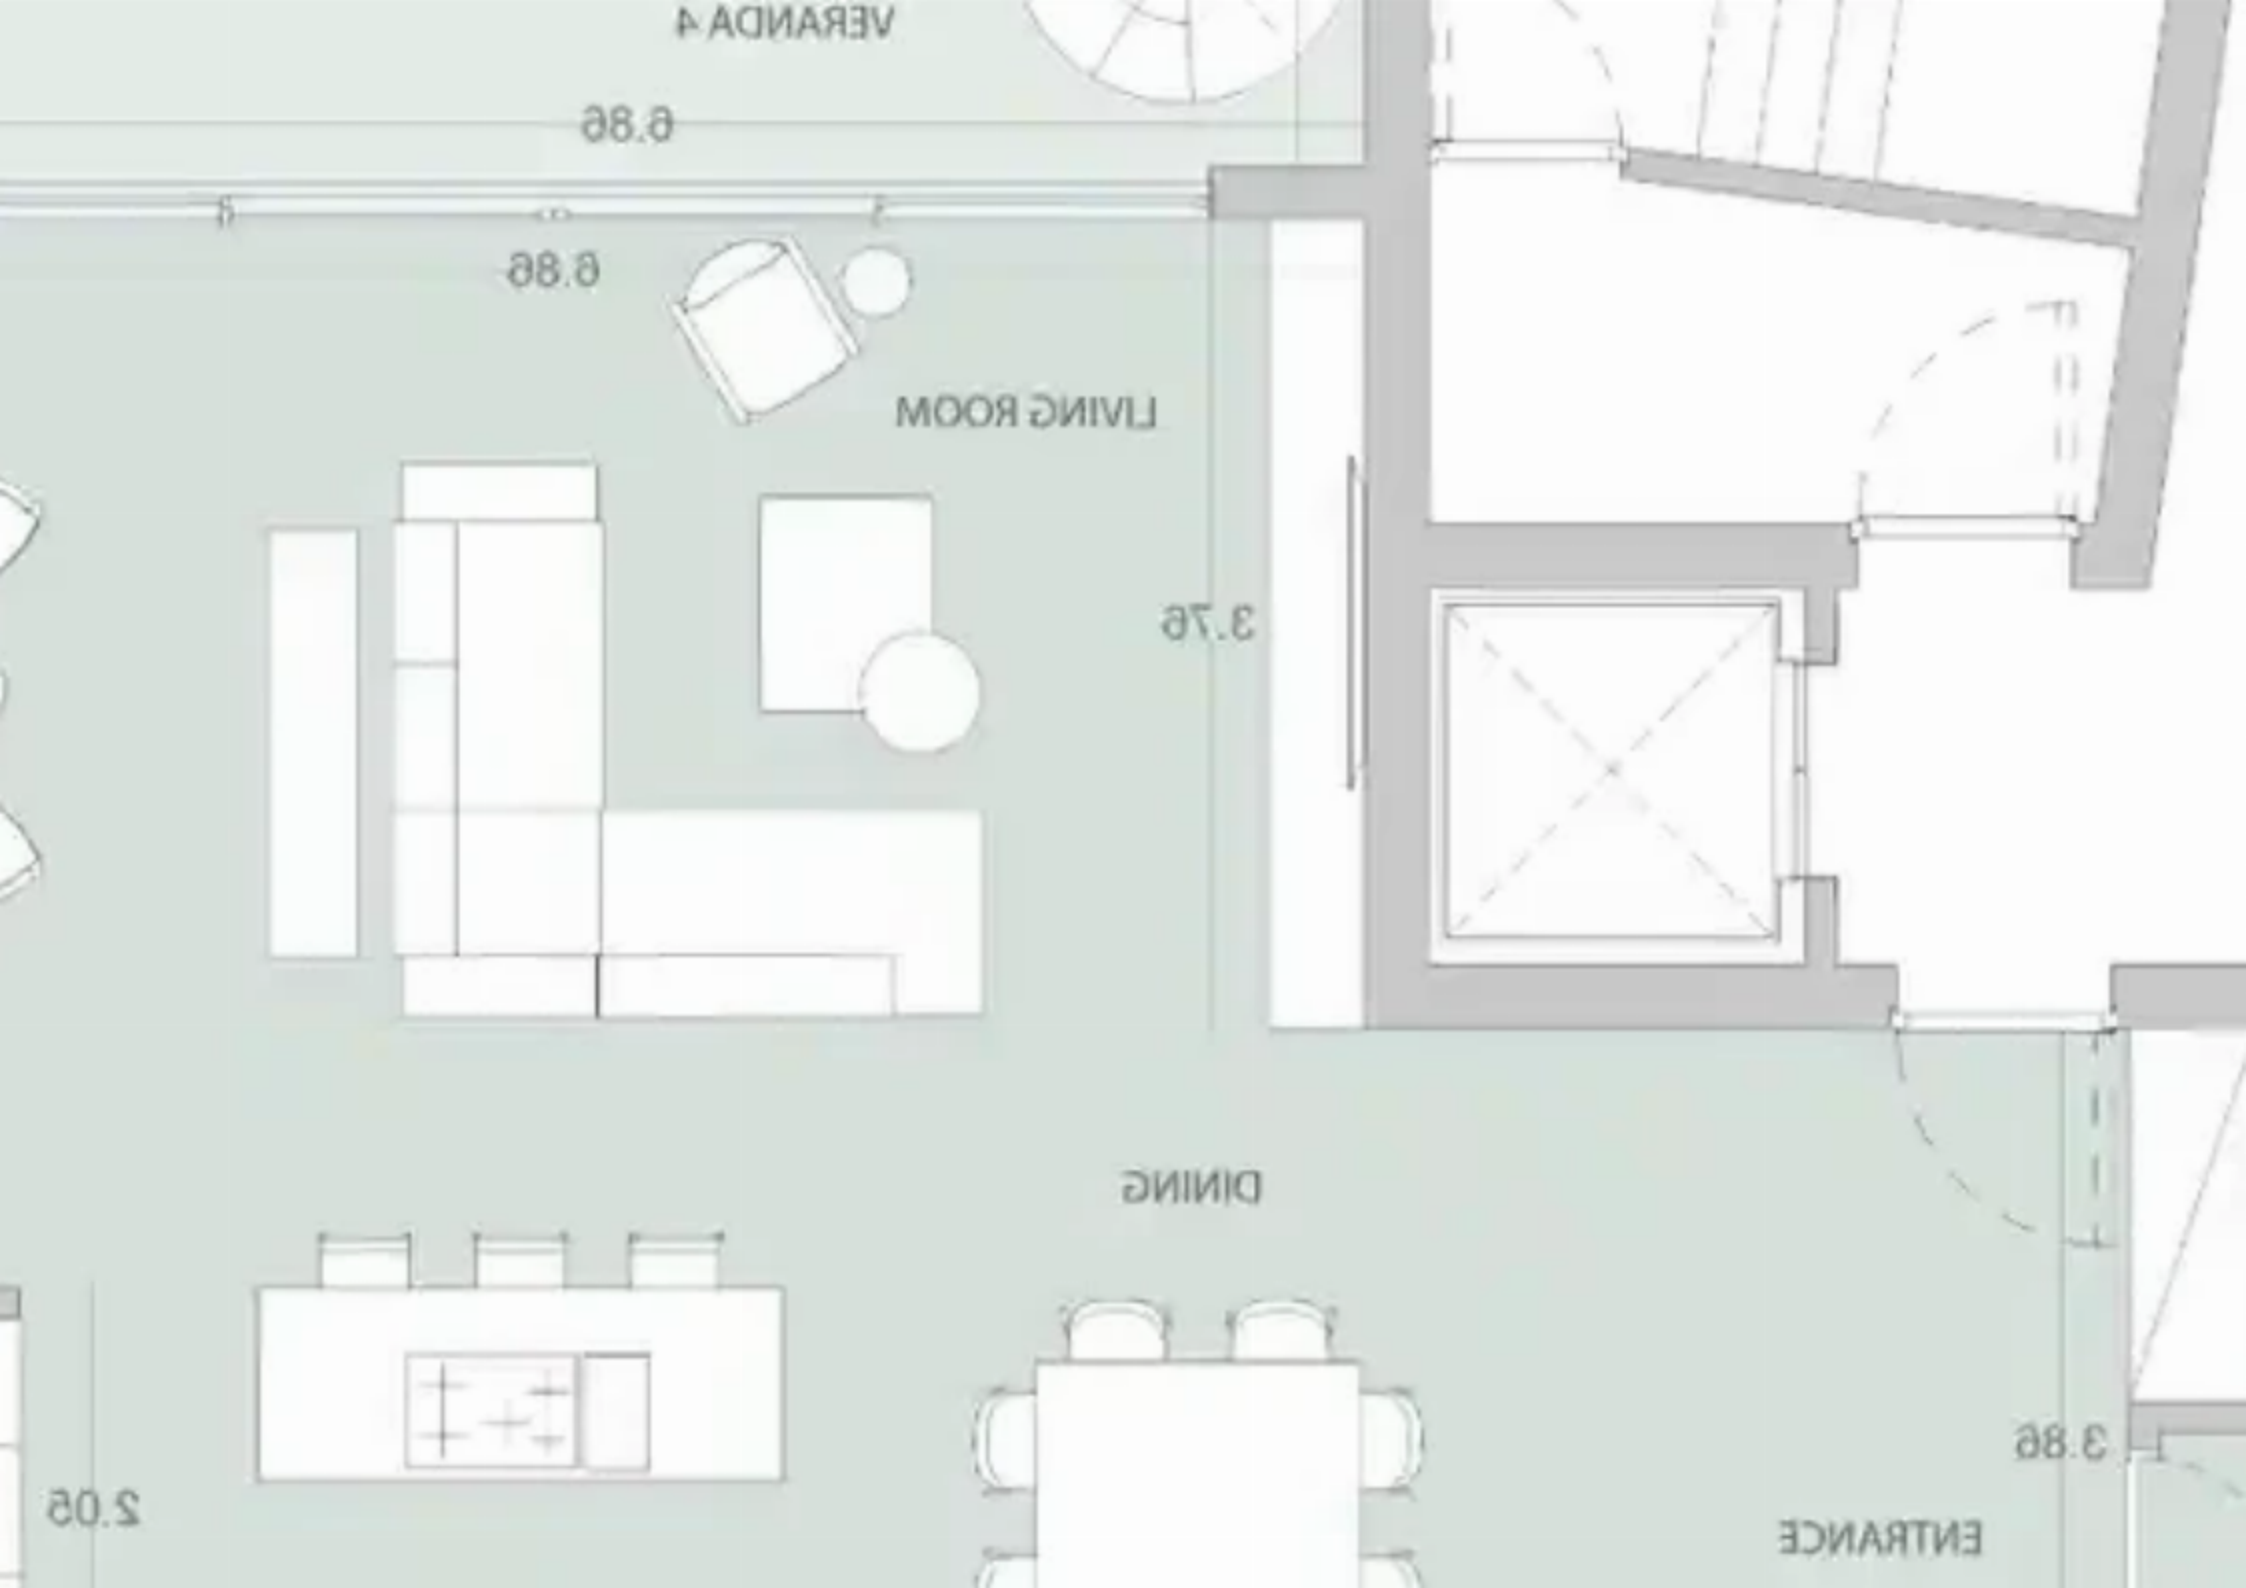 VERANDA 4
6.86
6.86
LIVING ROOM
3.76
DINING
3.86
2.05
ENTRANCE